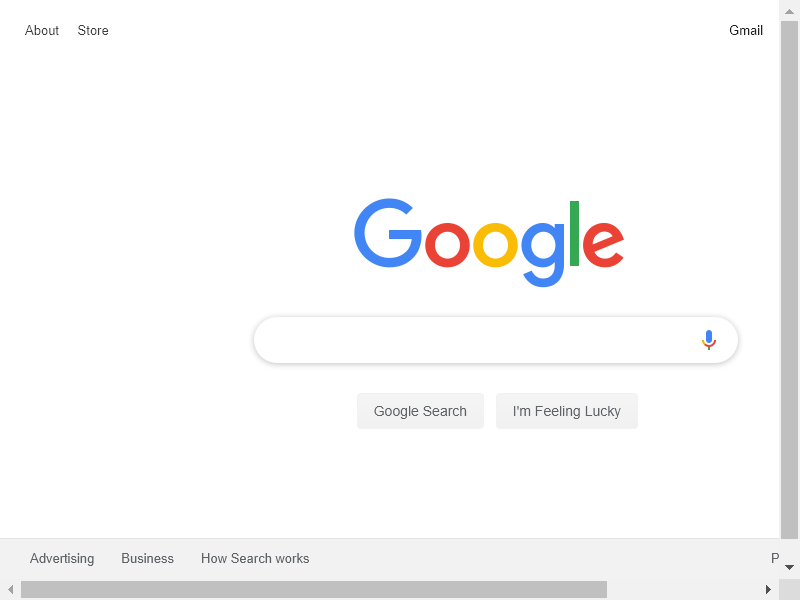 About Store Gmail
Google
Google Search I'm Feeling Lucky
Advertising Business How Search works P